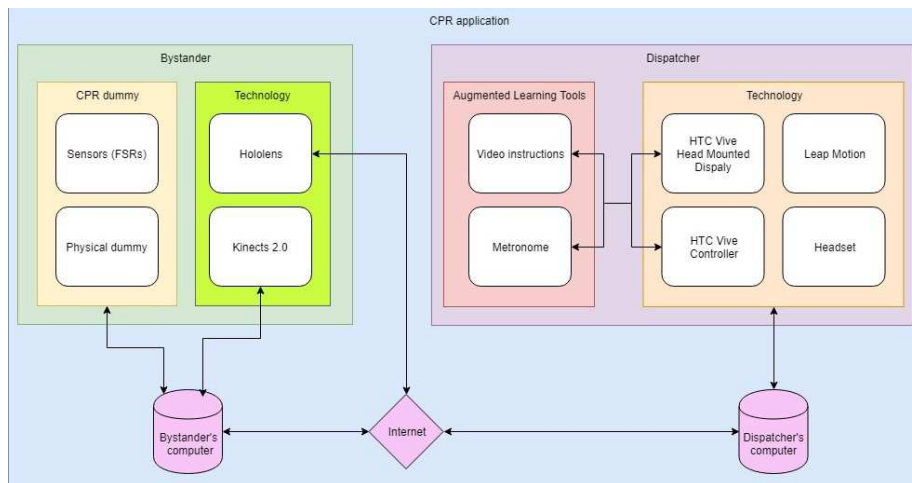 CPR application
Bystander
Dispatcher
CPR dummy
Technology
Augmented Learning Tools
Technology
Sensors (FSRs)
Hololens
Video instructions
HTC Vive
Head Mounted
Dispaly
Leap Motion
Physical dummy
Kinects 2.0
Metronome
HTC Vive
Controller
Headset
Bystander's
computer
Internet
Dispatcher's
computer